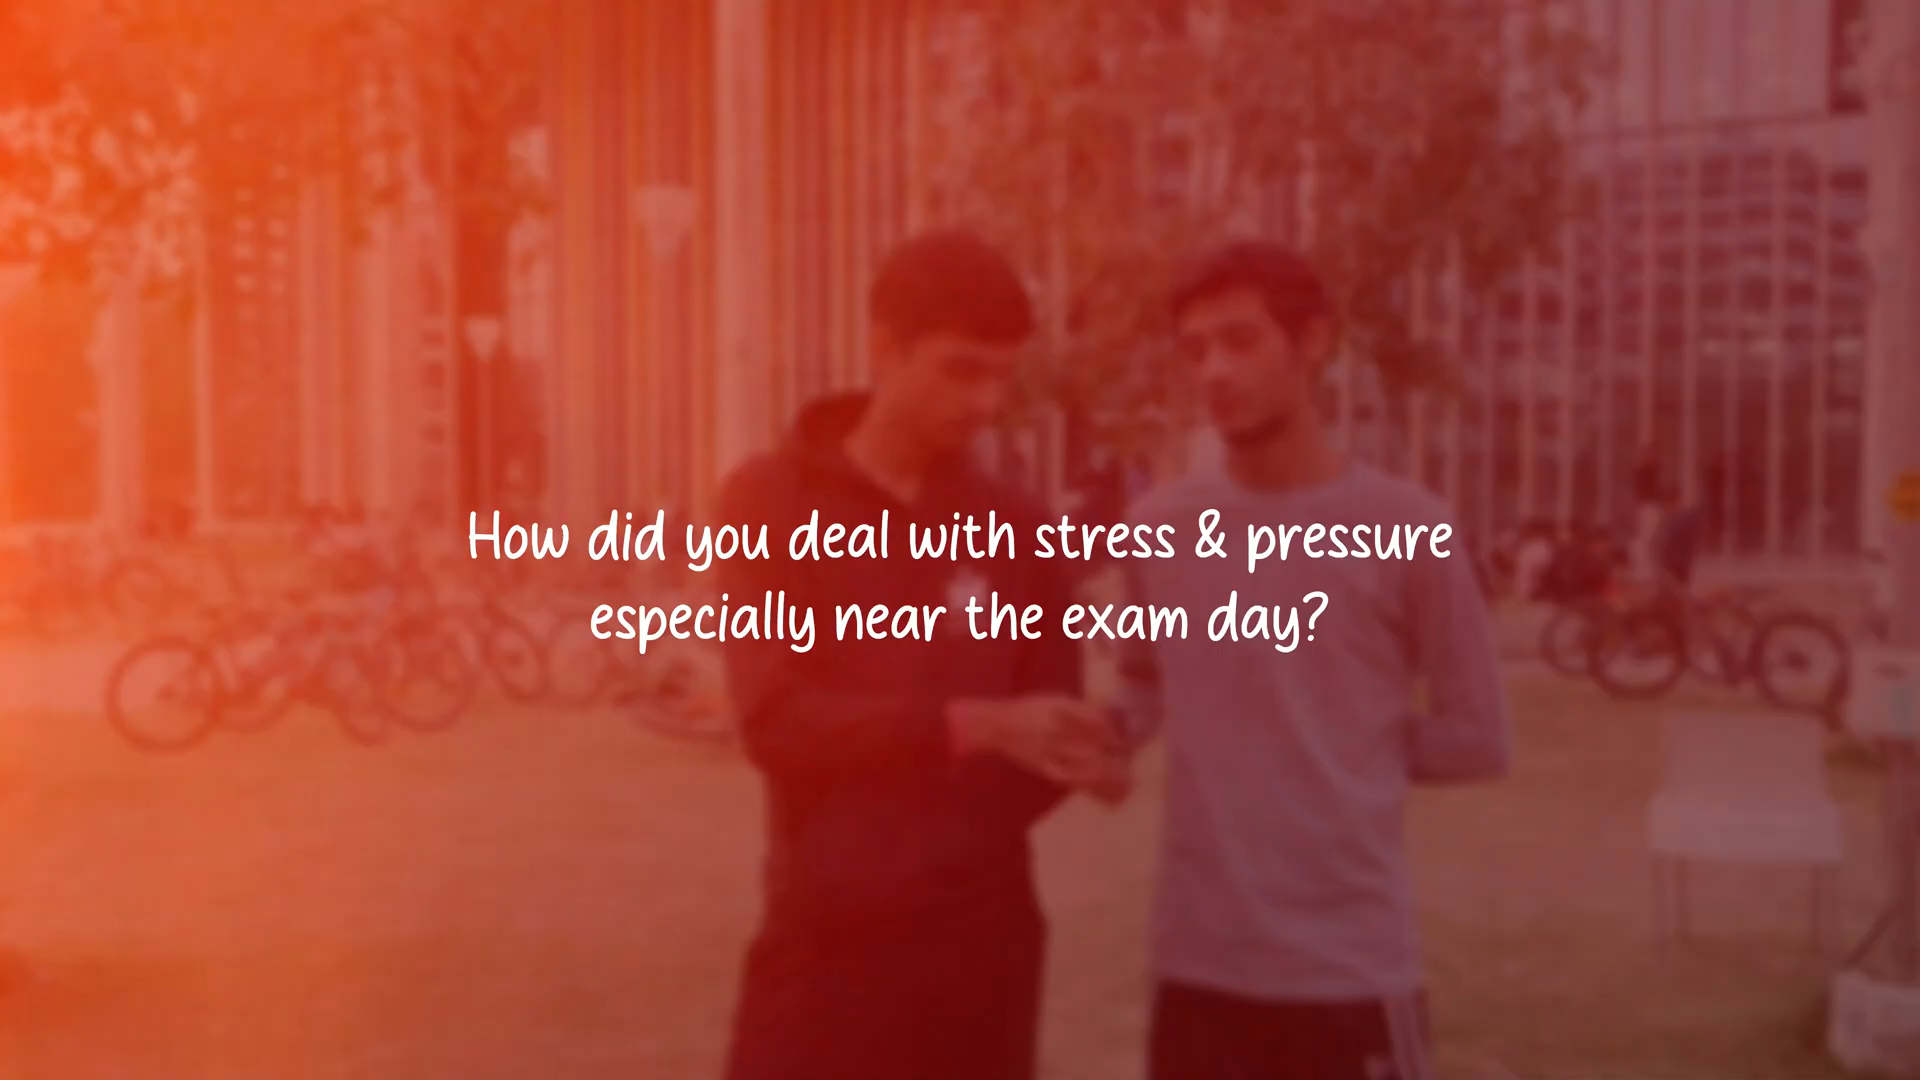 How did you deal with stress & pressure
especially near the exam day?